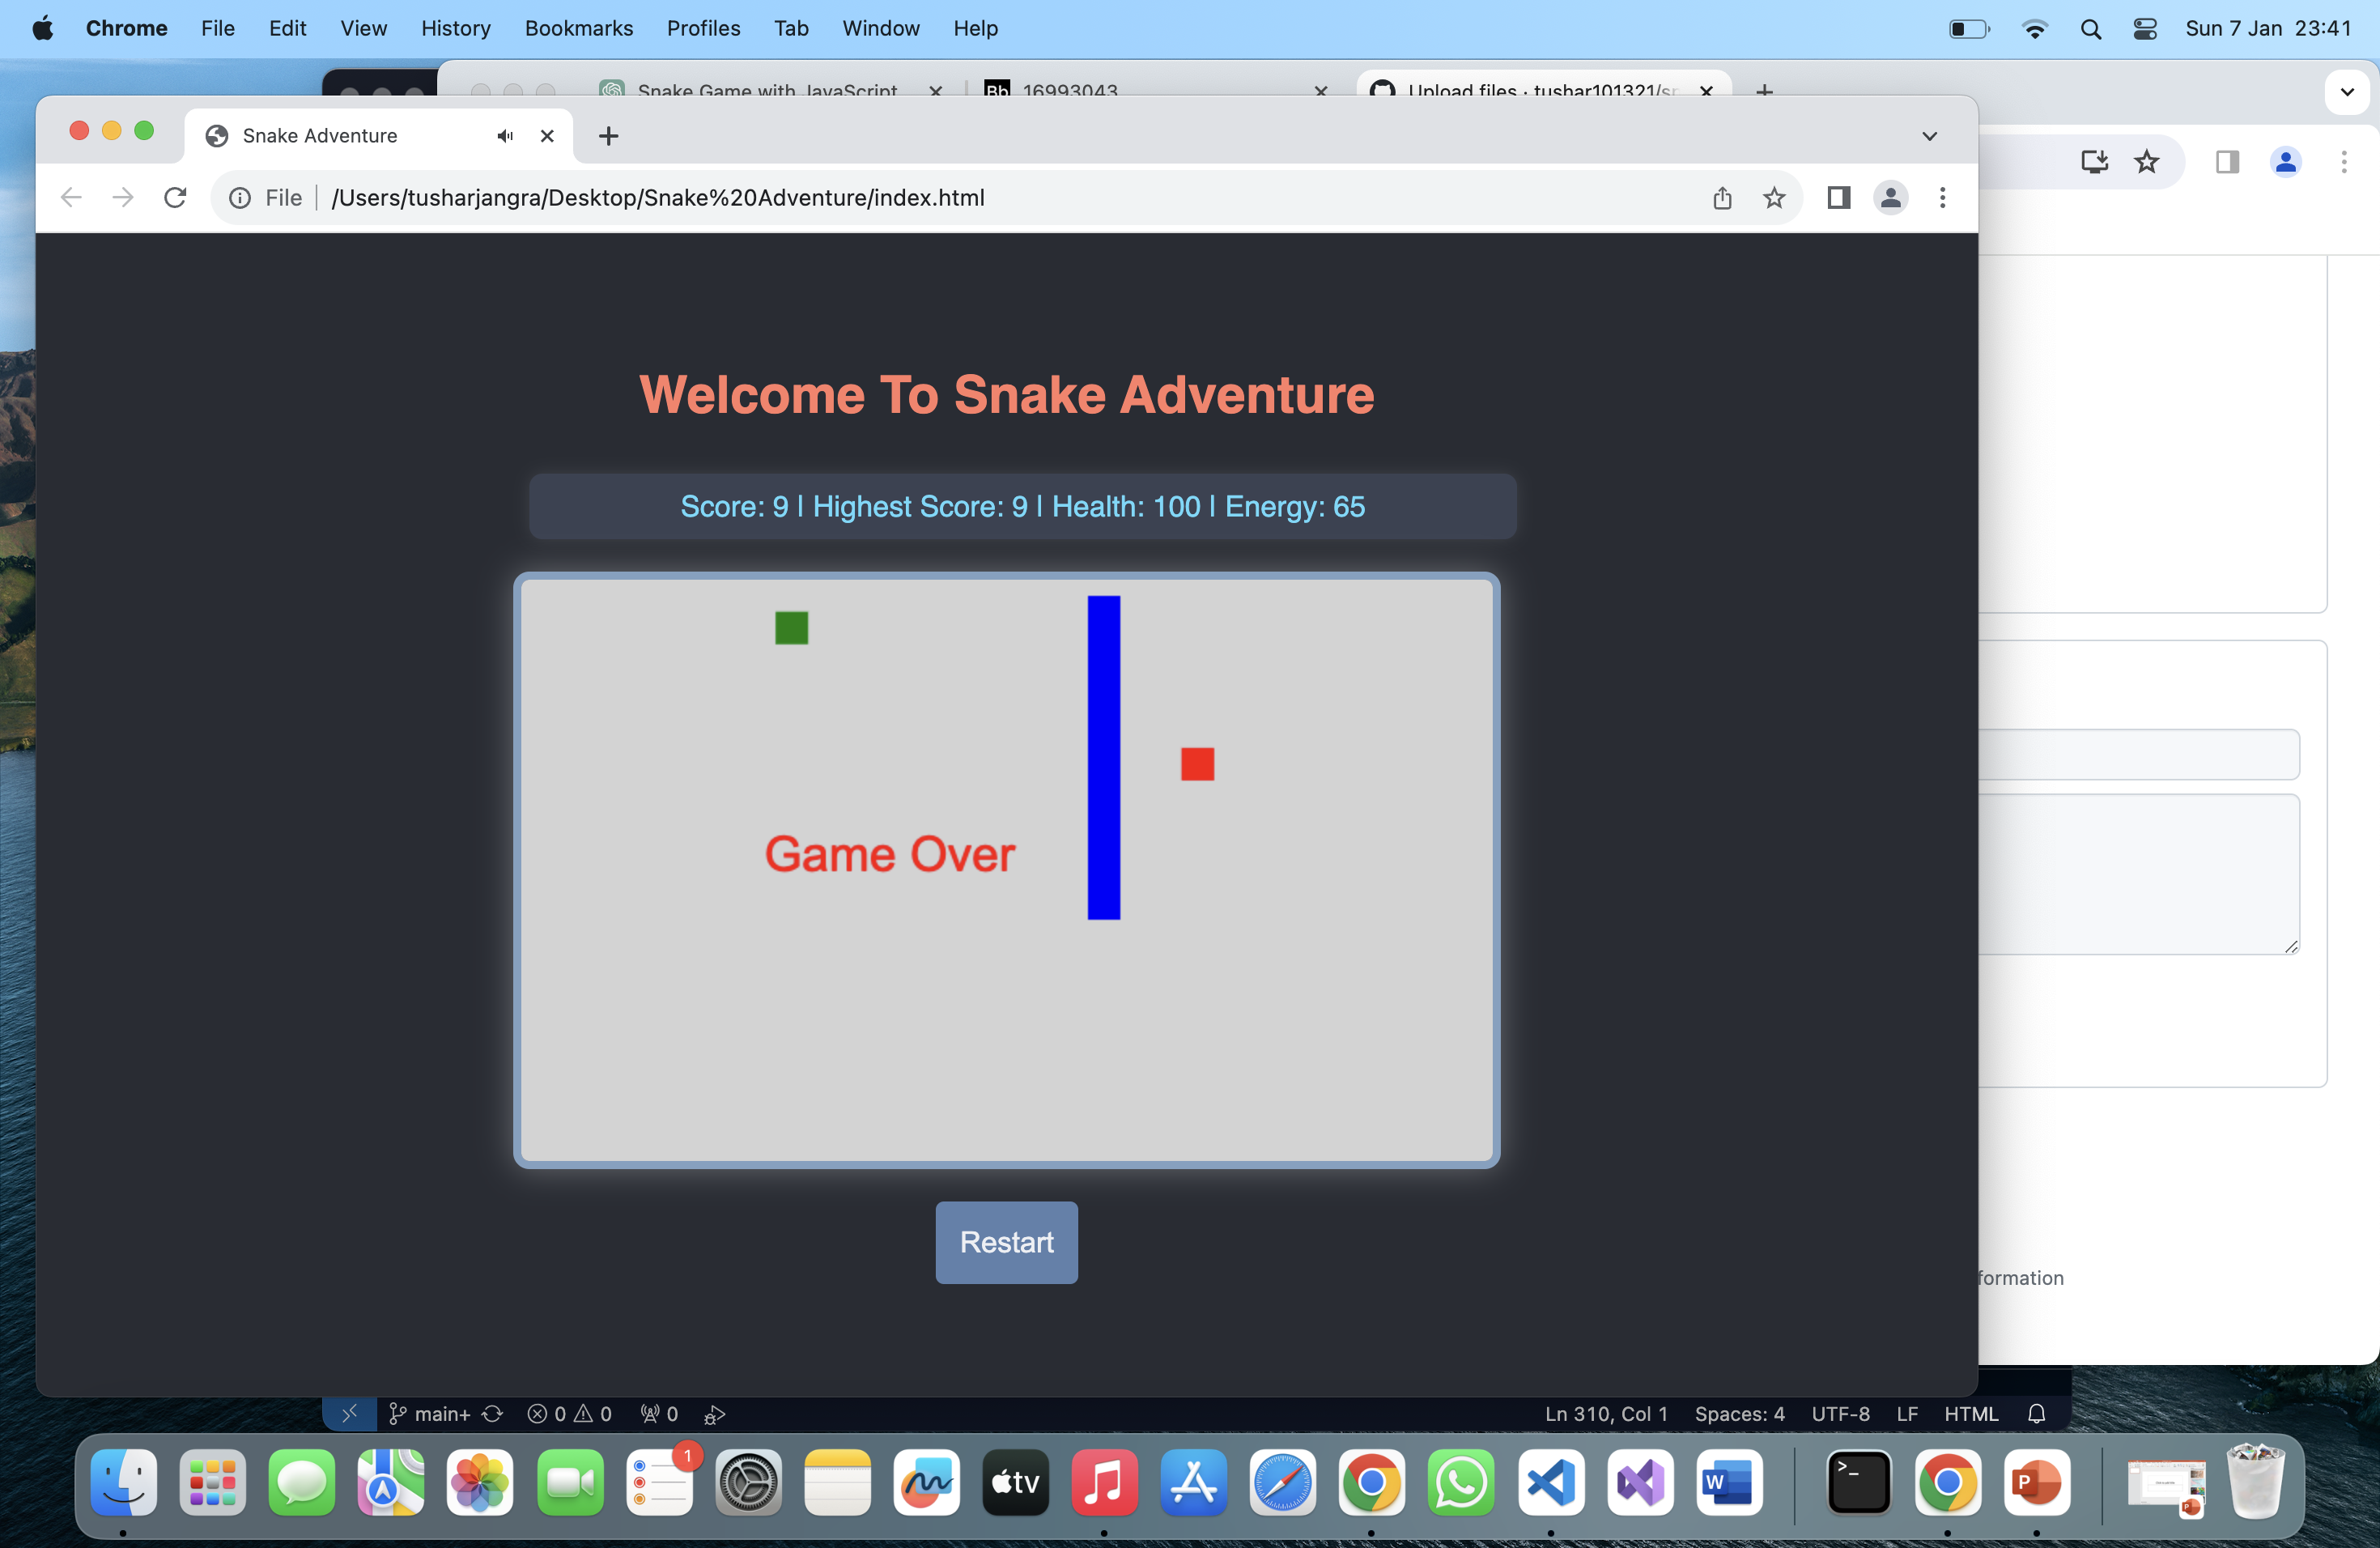 Chrome File Edit View History Bookmarks Profiles Tab Window Help Sun 7 Jan 23:41
Snake Game with JavaScript Bb 16993043 Upload files · tushar101321/
Snake Adventure
File /Users/tusharjangra/Desktop/Snake%20Adventure/index.html
Welcome To Snake Adventure
Score: 9 | Highest Score: 9 | Health: 100 | Energy: 65
Game Over
Restart
formation
main+ 0 0 0 Ln 310, Col 1 Spaces: 4 UTF-8 LF HTML
1
tv
W
>_
P
P